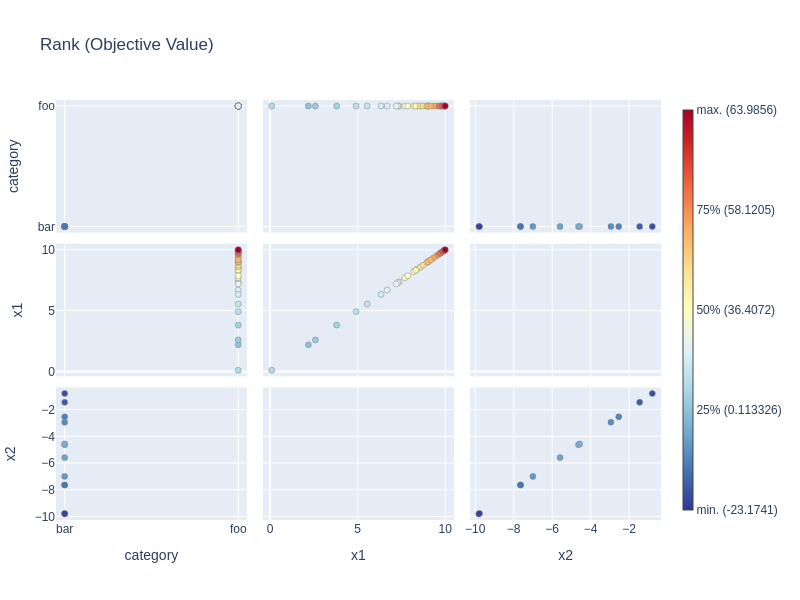 Rank (Objective Value)
foo
category
bar
max. (63.9856)
75% (58.1205)
50% (36.4072)
25% (0.113326)
min. (-23.1741)
10
x1
5
0
−2
−4
x2
−6
−8
−10
bar
foo
0
5
10
−10
−8
−6
−4
−2
category
x1
x2